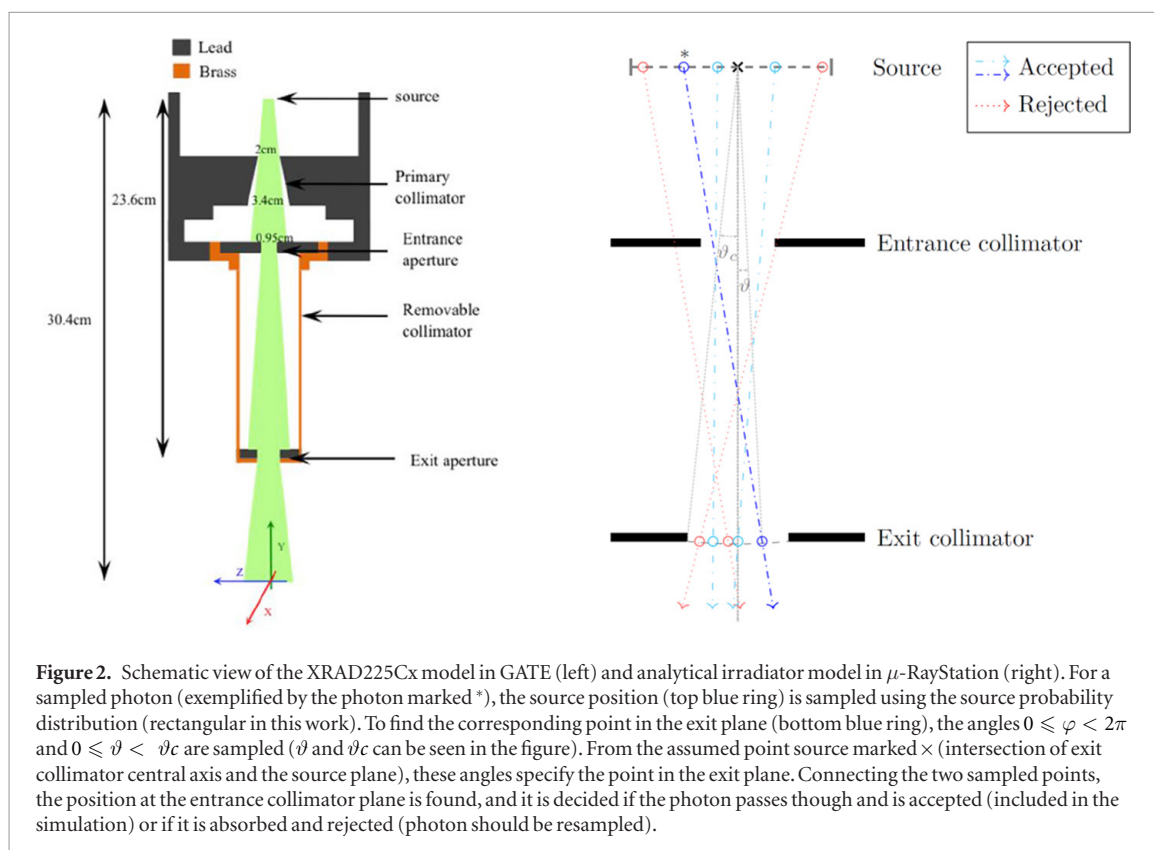 Lead
Brass
source
2cm
Primary
collimator
23.6cm
3.4cm
0.95cm
Entrance
aperture
30.4cm
Removable
collimator
Exit aperture
Y
Z
X
*
Source
Accepted
Rejected
Entrance collimator
ϑc
ϑ
Exit collimator
Figure 2. Schematic view of the XRAD225Cx model in GATE (left) and analytical irradiator model in μ-RayStation (right). For a
sampled photon (exemplified by the photon marked *), the source position (top blue ring) is sampled using the source probability
distribution (rectangular in this work). To find the corresponding point in the exit plane (bottom blue ring), the angles 0 ⩽ φ < 2π
and 0 ⩽ ϑ < ϑc are sampled (ϑ and ϑc can be seen in the figure). From the assumed point source marked × (intersection of exit
collimator central axis and the source plane), these angles specify the point in the exit plane. Connecting the two sampled points,
the position at the entrance collimator plane is found, and it is decided if the photon passes though and is accepted (included in the
simulation) or if it is absorbed and rejected (photon should be resampled).